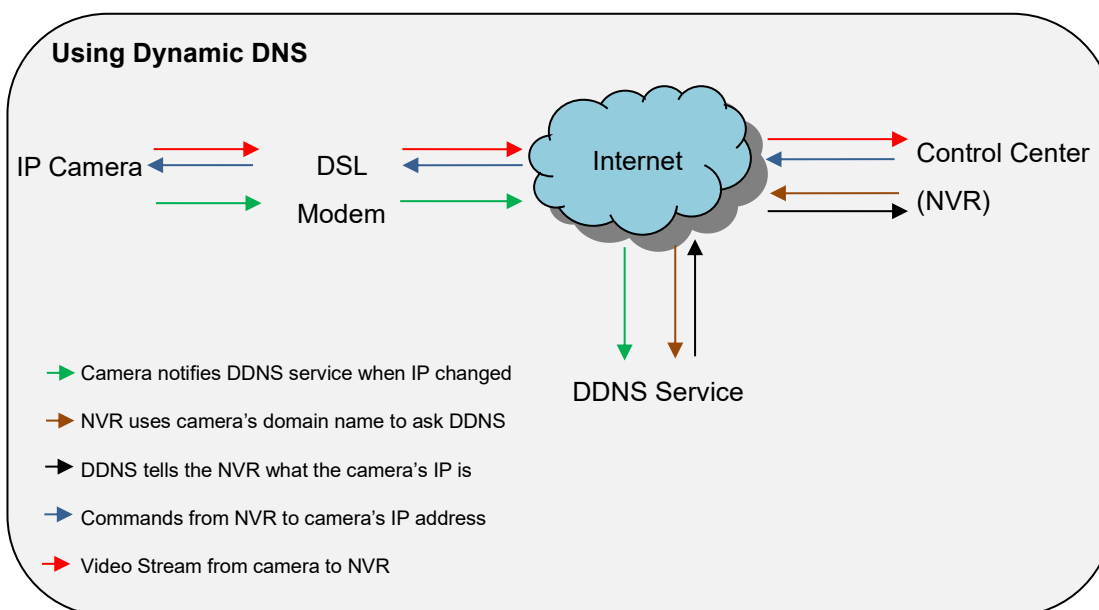 Using Dynamic DNS
IP Camera
DSL
Modem
Internet
Control Center
(NVR)
DDNS Service
Camera notifies DDNS service when IP changed
NVR uses camera’s domain name to ask DDNS
DDNS tells the NVR what the camera’s IP is
Commands from NVR to camera’s IP address
Video Stream from camera to NVR